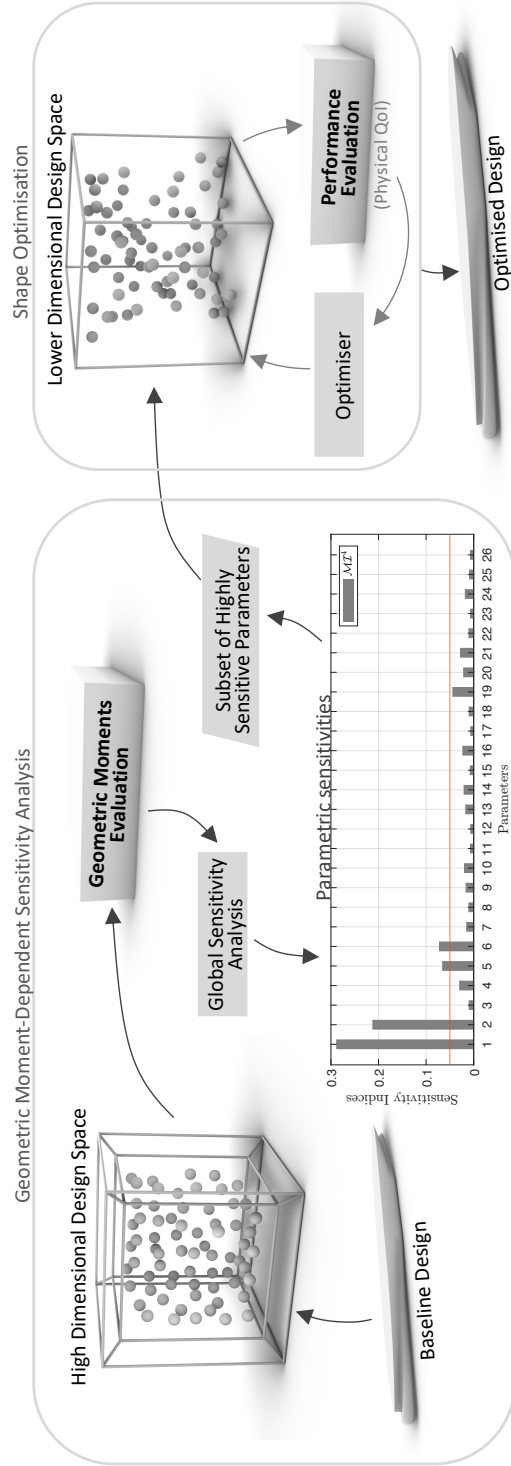 Geometric Moment-Dependent Sensitivity Analysis
High Dimensional Design Space
Baseline Design
Geometric Moments
Evaluation
Global Sensitivity
Analysis
Parametric sensitivities
Sensitivity Indices
0.3
0.2
0.1
0
1 2 3 4 5 6 7 8 9 10 11 12 13 14 15 16 17 18 19 20 21 22 23 24 25 26
Parameters
𝓜𝓘⁴
Subset of Highly
Sensitive Parameters
Shape Optimisation
Lower Dimensional Design Space
Optimiser
Performance
Evaluation
(Physical QoI)
Optimised Design